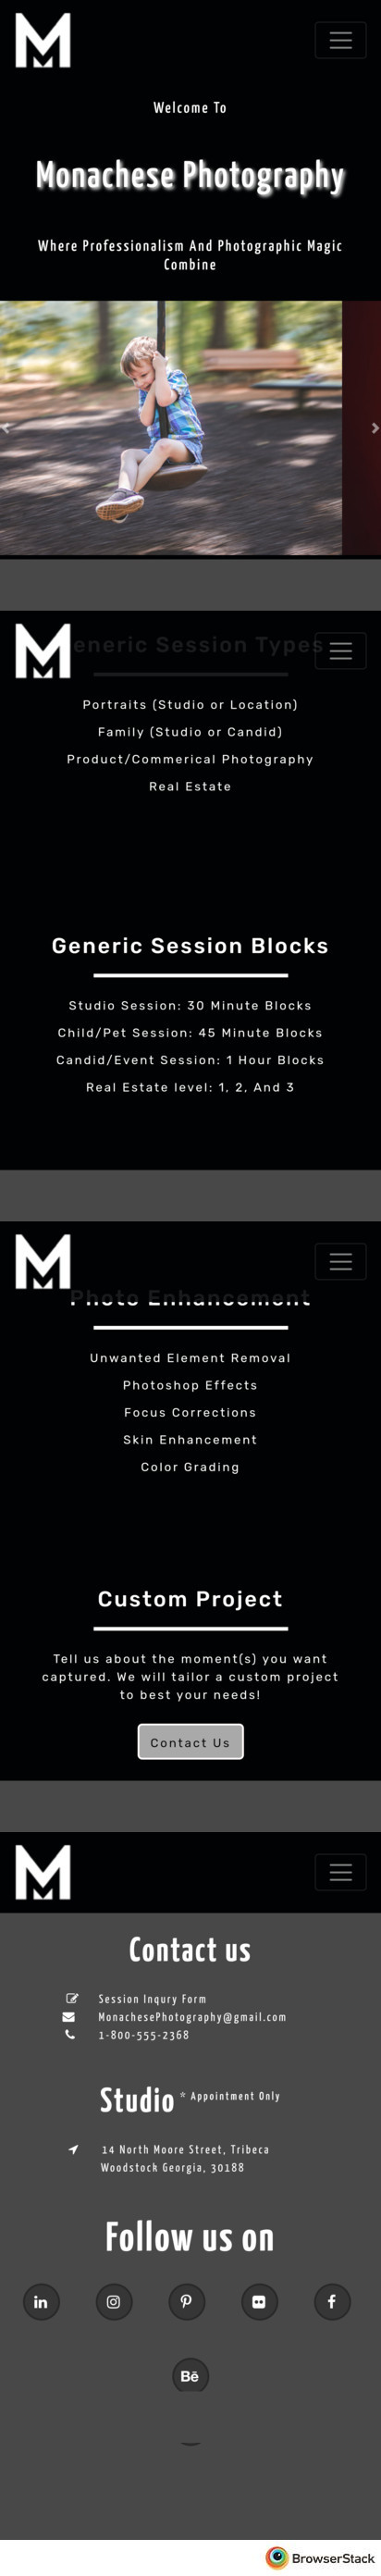 M
Welcome To
Monachese Photography
Where Professionalism And Photographic Magic
Combine
M
eneric Session Types
Portraits (Studio or Location)
Family (Studio or Candid)
Product/Commerical Photography
Real Estate
Generic Session Blocks
Studio Session: 30 Minute Blocks
Child/Pet Session: 45 Minute Blocks
Candid/Event Session: 1 Hour Blocks
Real Estate level: 1, 2, And 3
M
Photo Enhancement
Unwanted Element Removal
Photoshop Effects
Focus Corrections
Skin Enhancement
Color Grading
Custom Project
Tell us about the moment(s) you want
captured. We will tailor a custom project
to best your needs!
Contact Us
M
Contact us
Session Inqury Form
MonachesePhotography@gmail.com
1-800-555-2368
Studio * Appointment Only
14 North Moore Street, Tribeca
Woodstock Georgia, 30188
Follow us on
in
f
Bē
BrowserStack